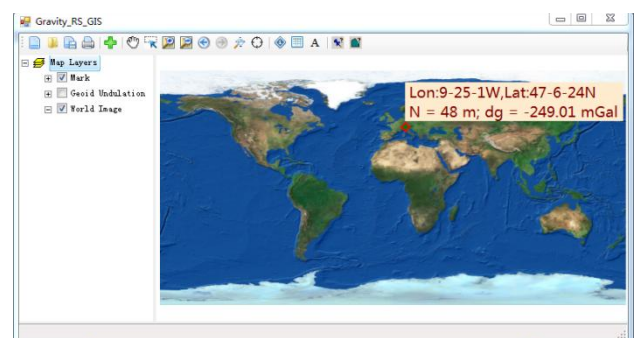 Gravity_RS_GIS
A
Map Layers
Mark
Geoid Undulation
World Image
Lon:9-25-1W,Lat:47-6-24N
N = 48 m; dg = -249.01 mGal